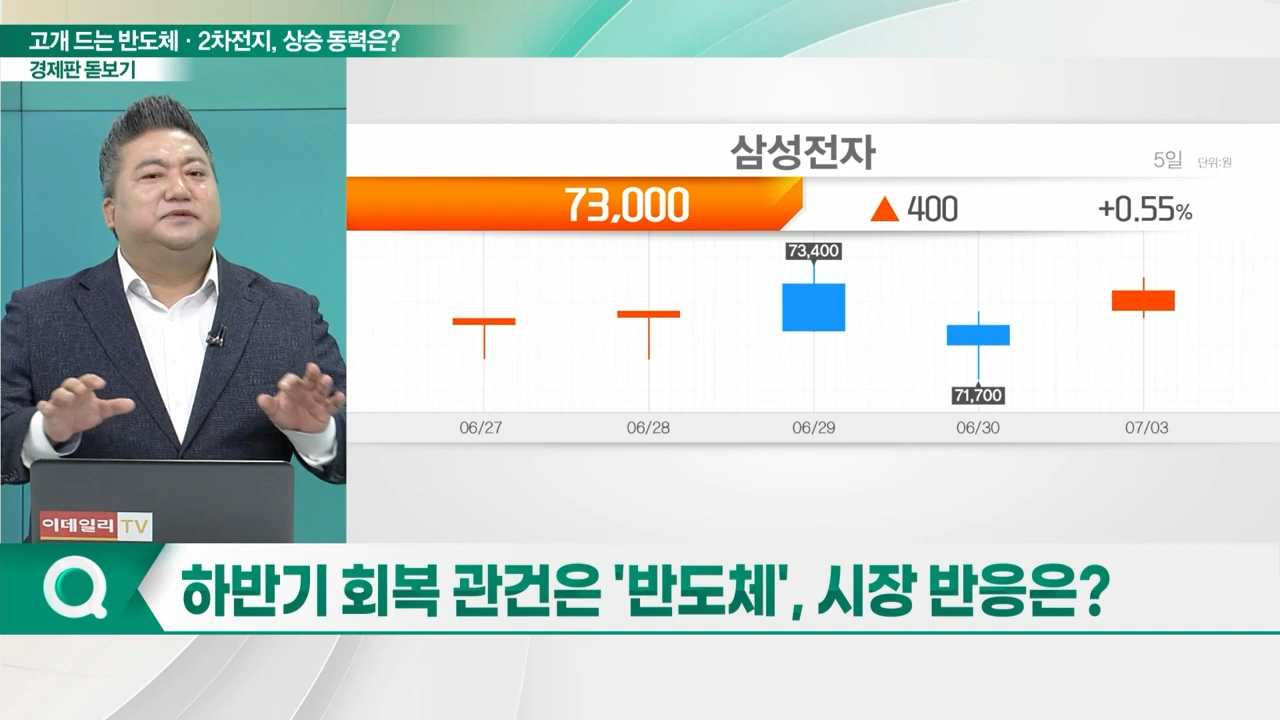 고개 드는 반도체 · 2차전지, 상승 동력은?
경제판 돋보기
삼성전자
5일 단위:원
73,000 ▲ 400 +0.55%
73,400
71,700
06/27 06/28 06/29 06/30 07/03
이데일리 TV
하반기 회복 관건은 '반도체', 시장 반응은?